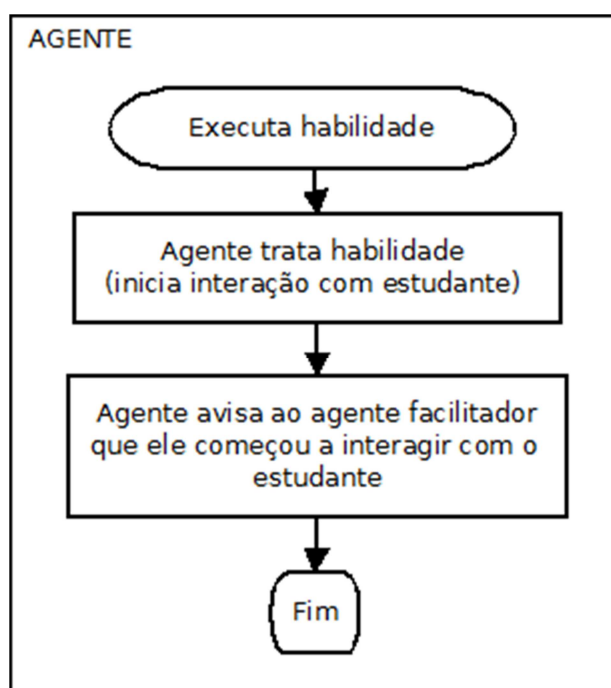 AGENTE
Executa habilidade
Agente trata habilidade
(inicia interação com estudante)
Agente avisa ao agente facilitador
que ele começou a interagir com o
estudante
Fim